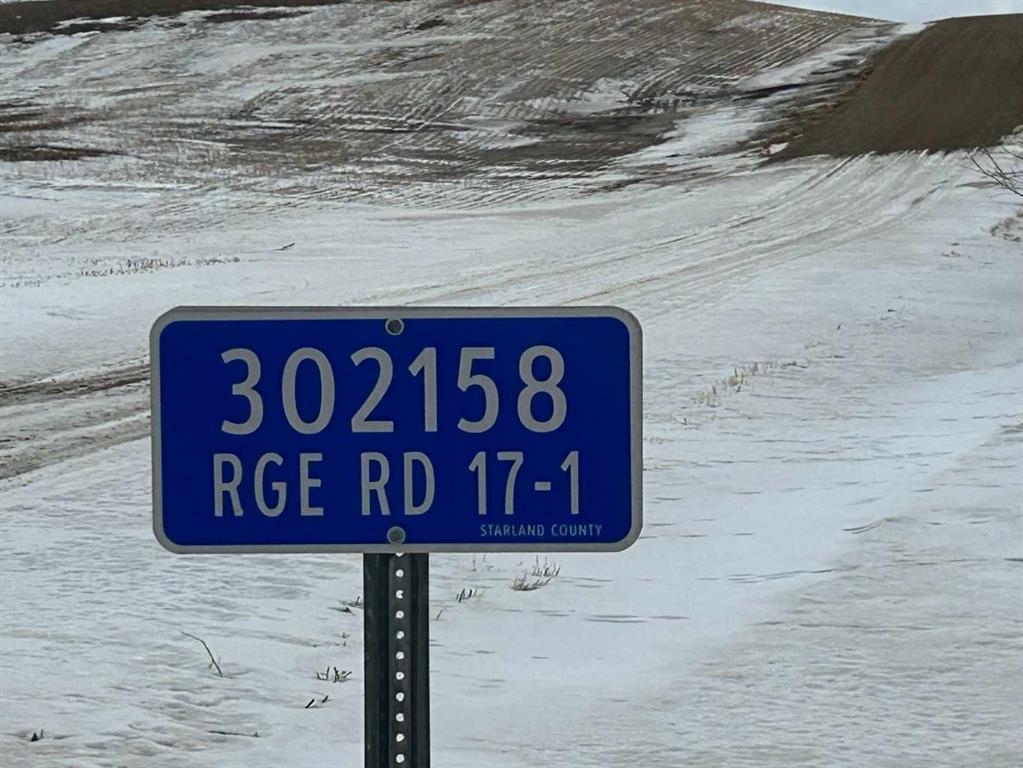 302158
RGE RD 17-1
STARLAND COUNTY